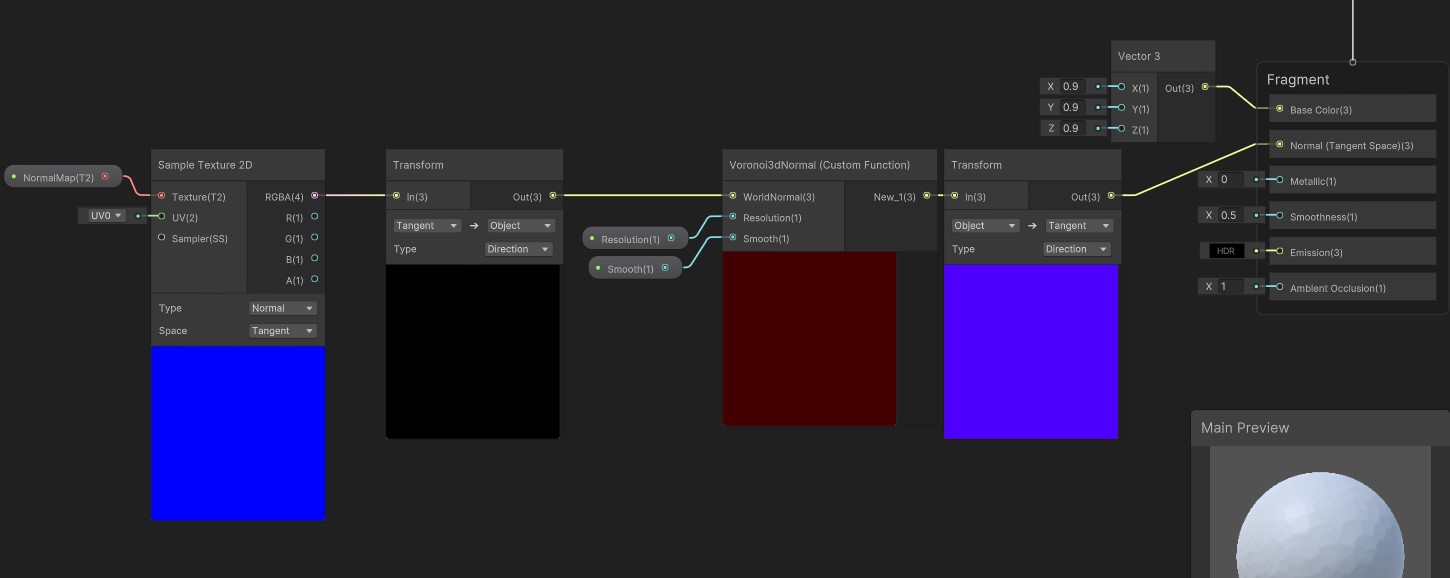 Vector 3
X 0.9 X(1) Out(3)
Y 0.9 Y(1)
Z 0.9 Z(1)
Fragment
Base Color(3)
Normal (Tangent Space)(3)
X 0 Metallic(1)
X 0.5 Smoothness(1)
HDR Emission(3)
X 1 Ambient Occlusion(1)
NormalMap(T2)
UV0
Sample Texture 2D
Texture(T2) RGBA(4)
UV(2) R(1)
Sampler(SS) G(1)
B(1)
A(1)
Type Normal
Space Tangent
Transform
In(3) Out(3)
Tangent Object
Type Direction
Resolution(1)
Smooth(1)
Voronoi3dNormal (Custom Function)
WorldNormal(3) New_1(3)
Resolution(1)
Smooth(1)
Transform
In(3) Out(3)
Object Tangent
Type Direction
Main Preview